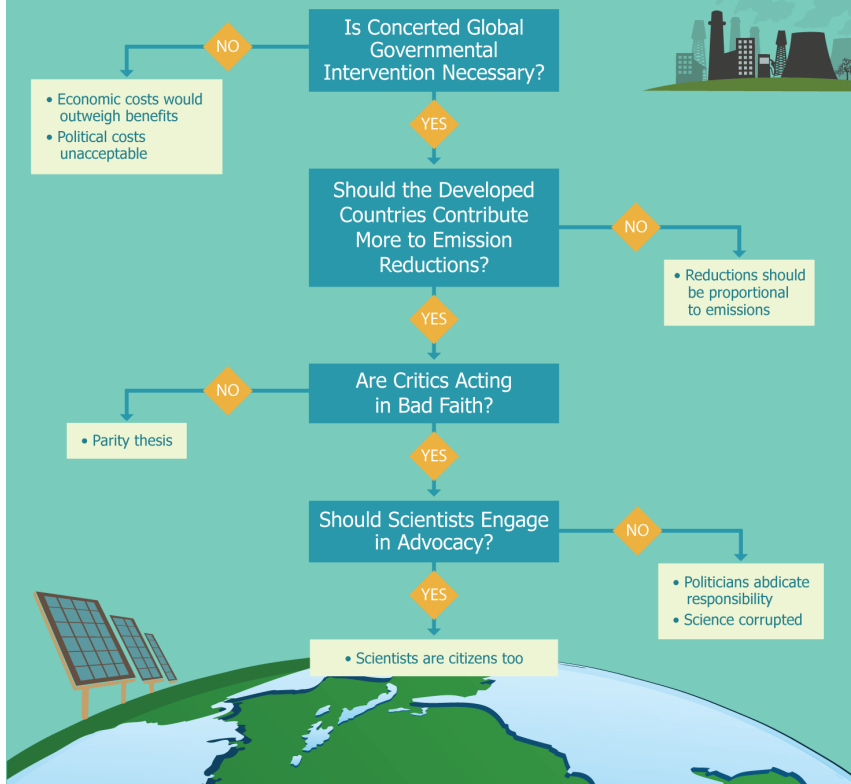 Is Concerted Global
Governmental
Intervention Necessary?
NO
• Economic costs would
outweigh benefits
• Political costs
unacceptable
YES
Should the Developed
Countries Contribute
More to Emission
Reductions?
NO
• Reductions should
be proportional
to emissions
YES
Are Critics Acting
in Bad Faith?
NO
• Parity thesis
YES
Should Scientists Engage
in Advocacy?
NO
• Politicians abdicate
responsibility
• Science corrupted
YES
• Scientists are citizens too